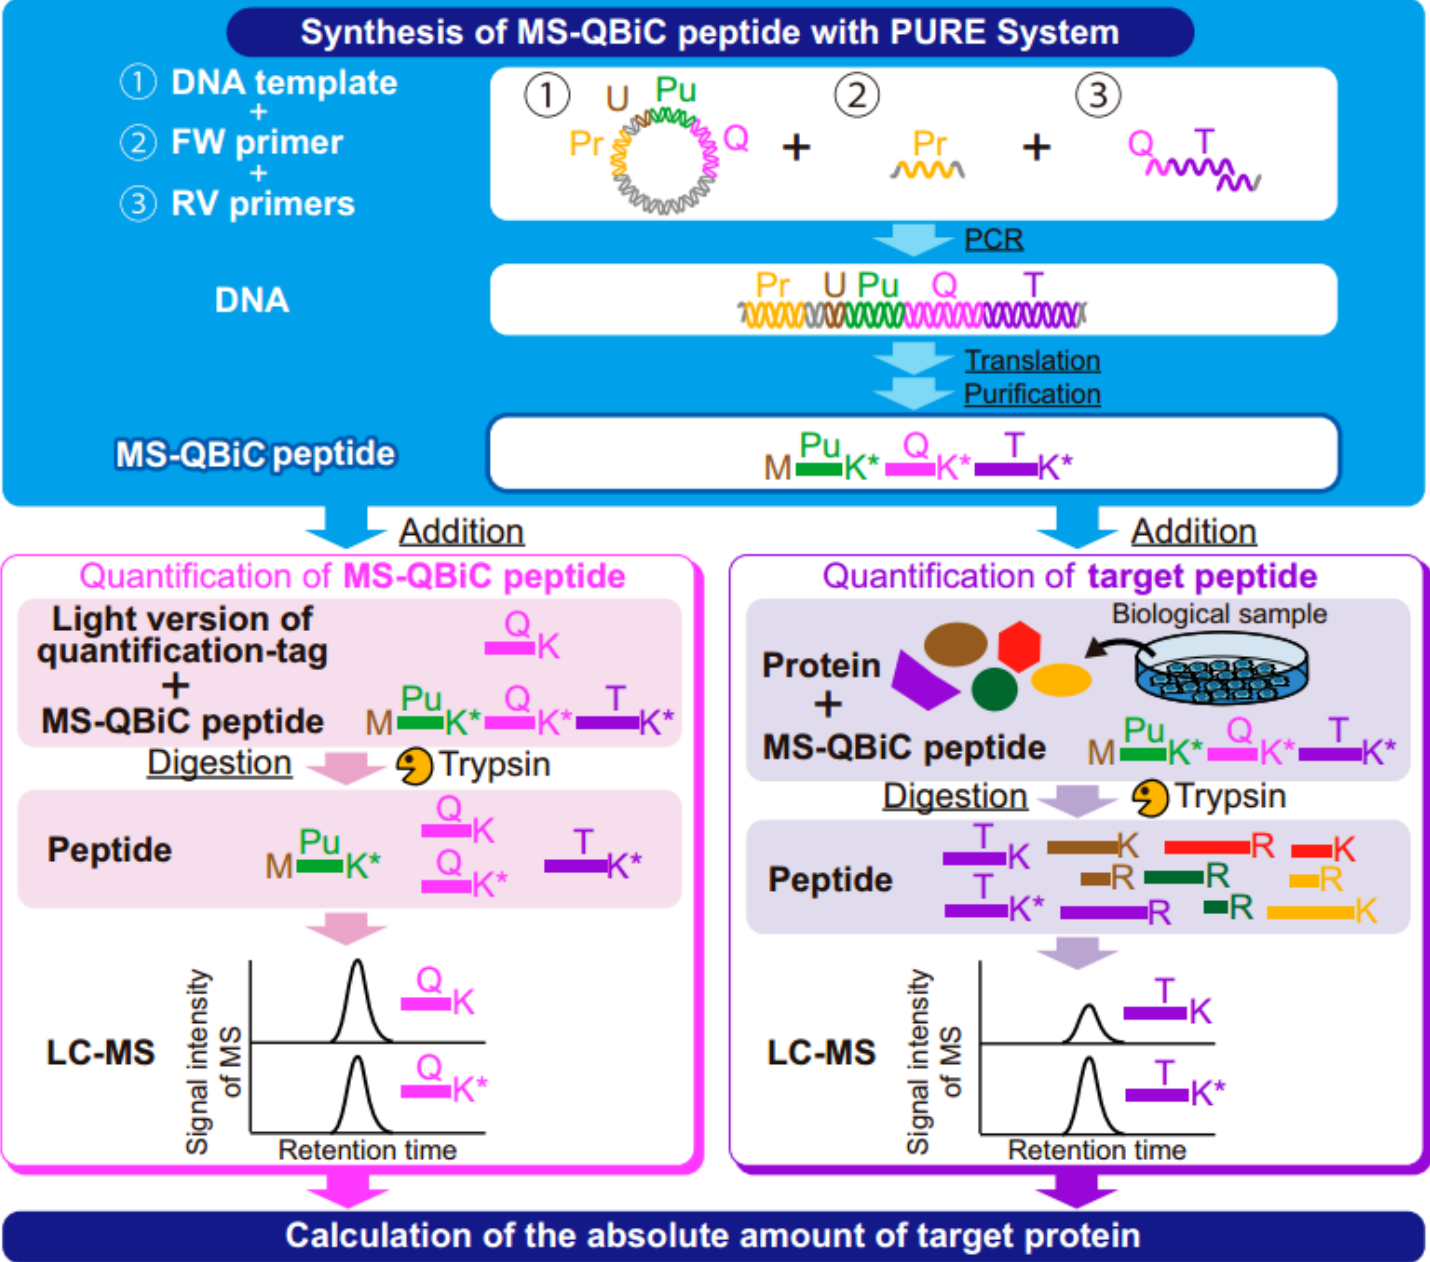 Synthesis of MS-QBiC peptide with PURE System
① DNA template
+
② FW primer
+
③ RV primers
① U Pu Pr Q + ② Pr + ③ Q T
PCR
DNA
Pr U Pu Q T
Translation
Purification
MS-QBiC peptide
Pu Q T
M K* K* K*
Addition
Addition
Quantification of MS-QBiC peptide
Light version of
quantification-tag
Q
K
+
MS-QBiC peptide
Pu Q T
M K* K* K*
Digestion
Trypsin
Peptide
Pu
M K*
Q
K
Q
K*
T
K*
LC-MS
Signal intensity
of MS
Q
K
Q
K*
Retention time
Quantification of target peptide
Biological sample
Protein
+
MS-QBiC peptide
Pu Q T
M K* K* K*
Digestion
Trypsin
Peptide
T
K K R K
R R R
T
K* R R K
LC-MS
Signal intensity
of MS
T
K
T
K*
Retention time
Calculation of the absolute amount of target protein